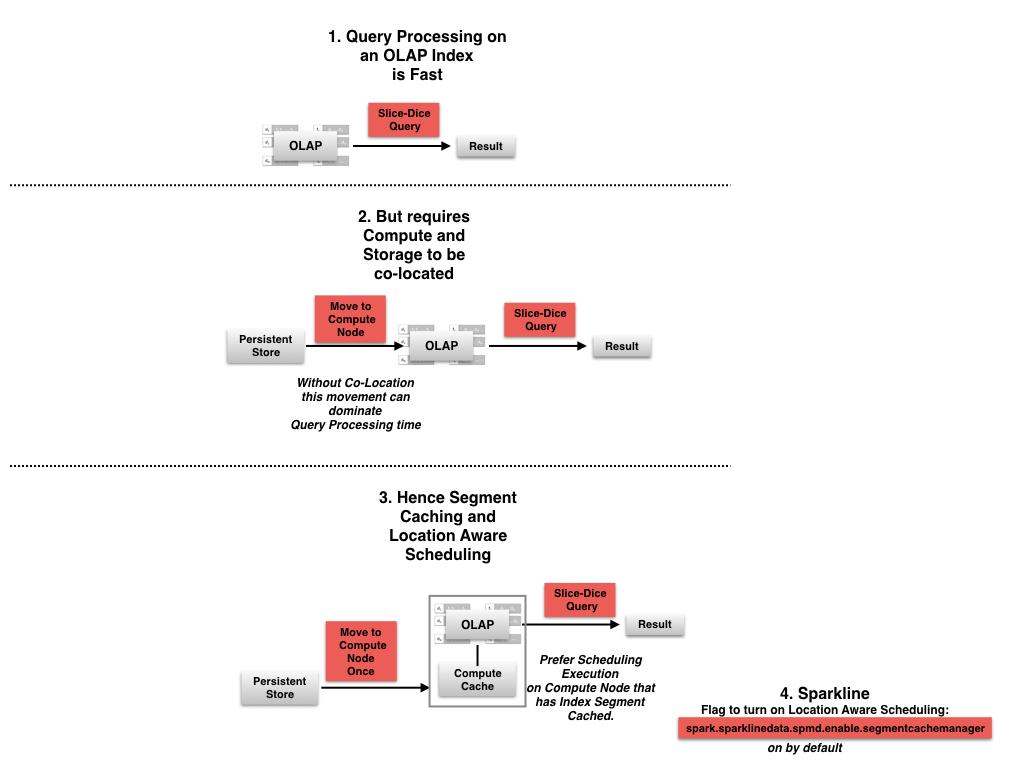 1. Query Processing on
an OLAP Index
is Fast
Slice-Dice
Query
OLAP
Result
2. But requires
Compute and
Storage to be
co-located
Move to
Compute
Node
Slice-Dice
Query
Persistent
Store
OLAP
Result
Without Co-Location
this movement can
dominate
Query Processing time
3. Hence Segment
Caching and
Location Aware
Scheduling
Slice-Dice
Query
OLAP
Result
Move to
Compute
Node
Once
Persistent
Store
Compute
Cache
Prefer Scheduling
Execution
on Compute Node that
has Index Segment
Cached.
4. Sparkline
Flag to turn on Location Aware Scheduling:
spark.sparklinedata.spmd.enable.segmentcachemanager
on by default